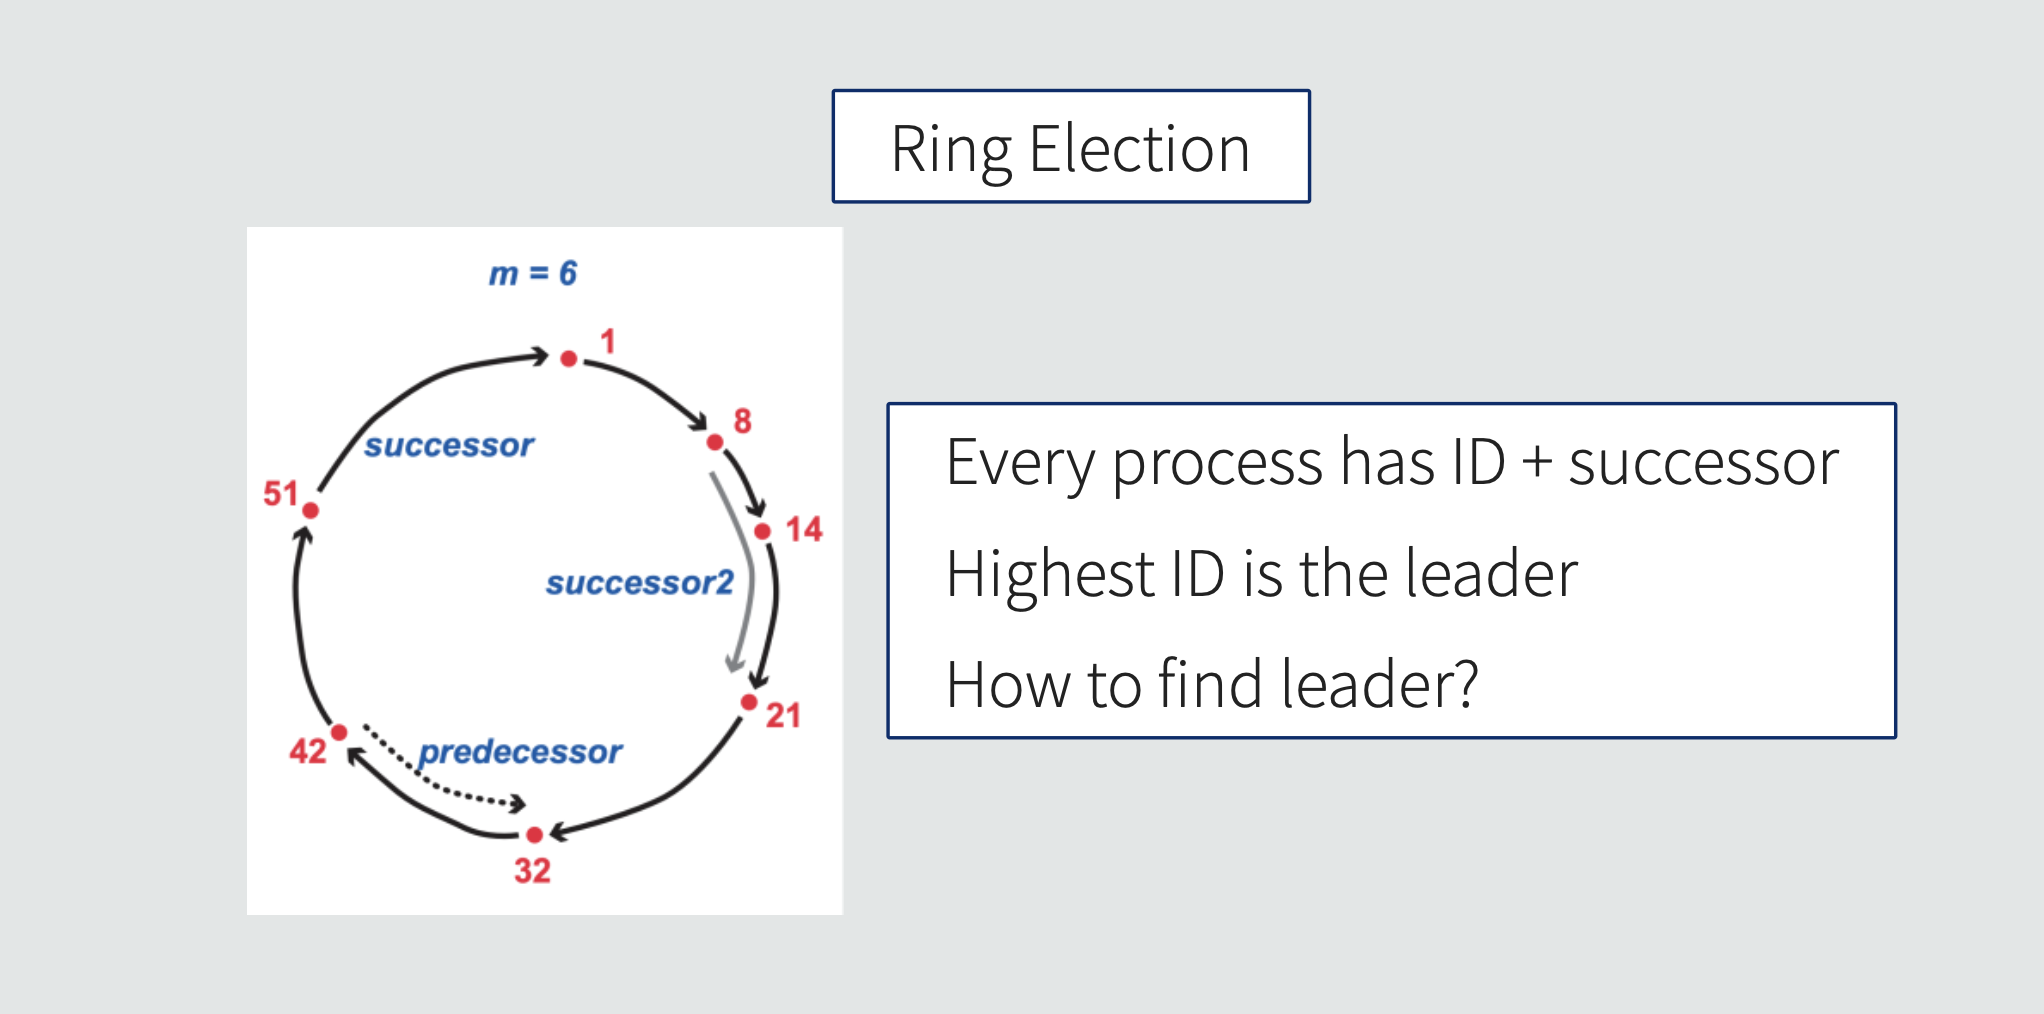 Ring Election
m = 6
1
8
successor
51
14
successor2
21
42
predecessor
32
Every process has ID + successor
Highest ID is the leader
How to find leader?